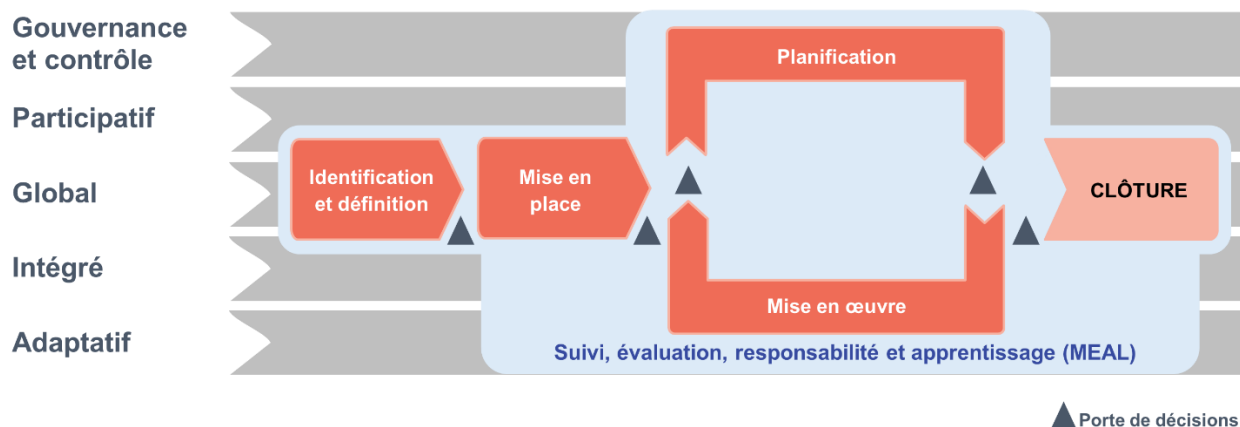 Gouvernance
et contrôle
Participatif
Global
Intégré
Adaptatif
Planification
Identification
et définition
Mise en
place
CLÔTURE
Mise en œuvre
Suivi, évaluation, responsabilité et apprentissage (MEAL)
Porte de décisions